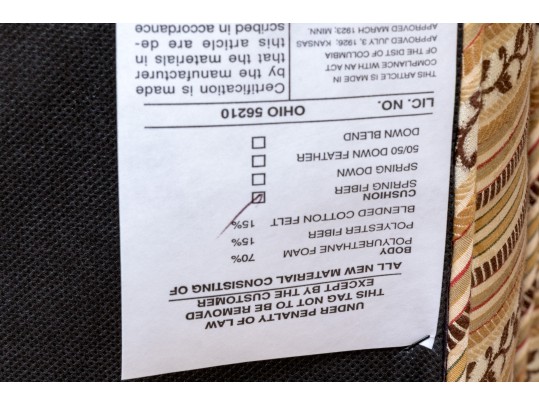 UNDER PENALTY OF LAW
THIS TAG NOT TO BE REMOVED
EXCEPT BY THE CUSTOMER
ALL NEW MATERIAL CONSISTING OF
BODY
POLYURETHANE FOAM 70%
POLYESTER FIBER 15%
BLENDED COTTON FELT 15%
CUSHION
SPRING FIBER
SPRING DOWN
50/50 DOWN FEATHER
DOWN BLEND
LIC. NO. OHIO 56210
THIS ARTICLE IS MADE IN
COMPLIANCE WITH AN ACT
OF THE DIST OF COLUMBIA
APPROVED JULY 3, 1926, KANSAS
APPROVED MARCH 1923; MINN.
Certification is made
by the manufacturer
that the materials in
this article are de-
scribed in accordance